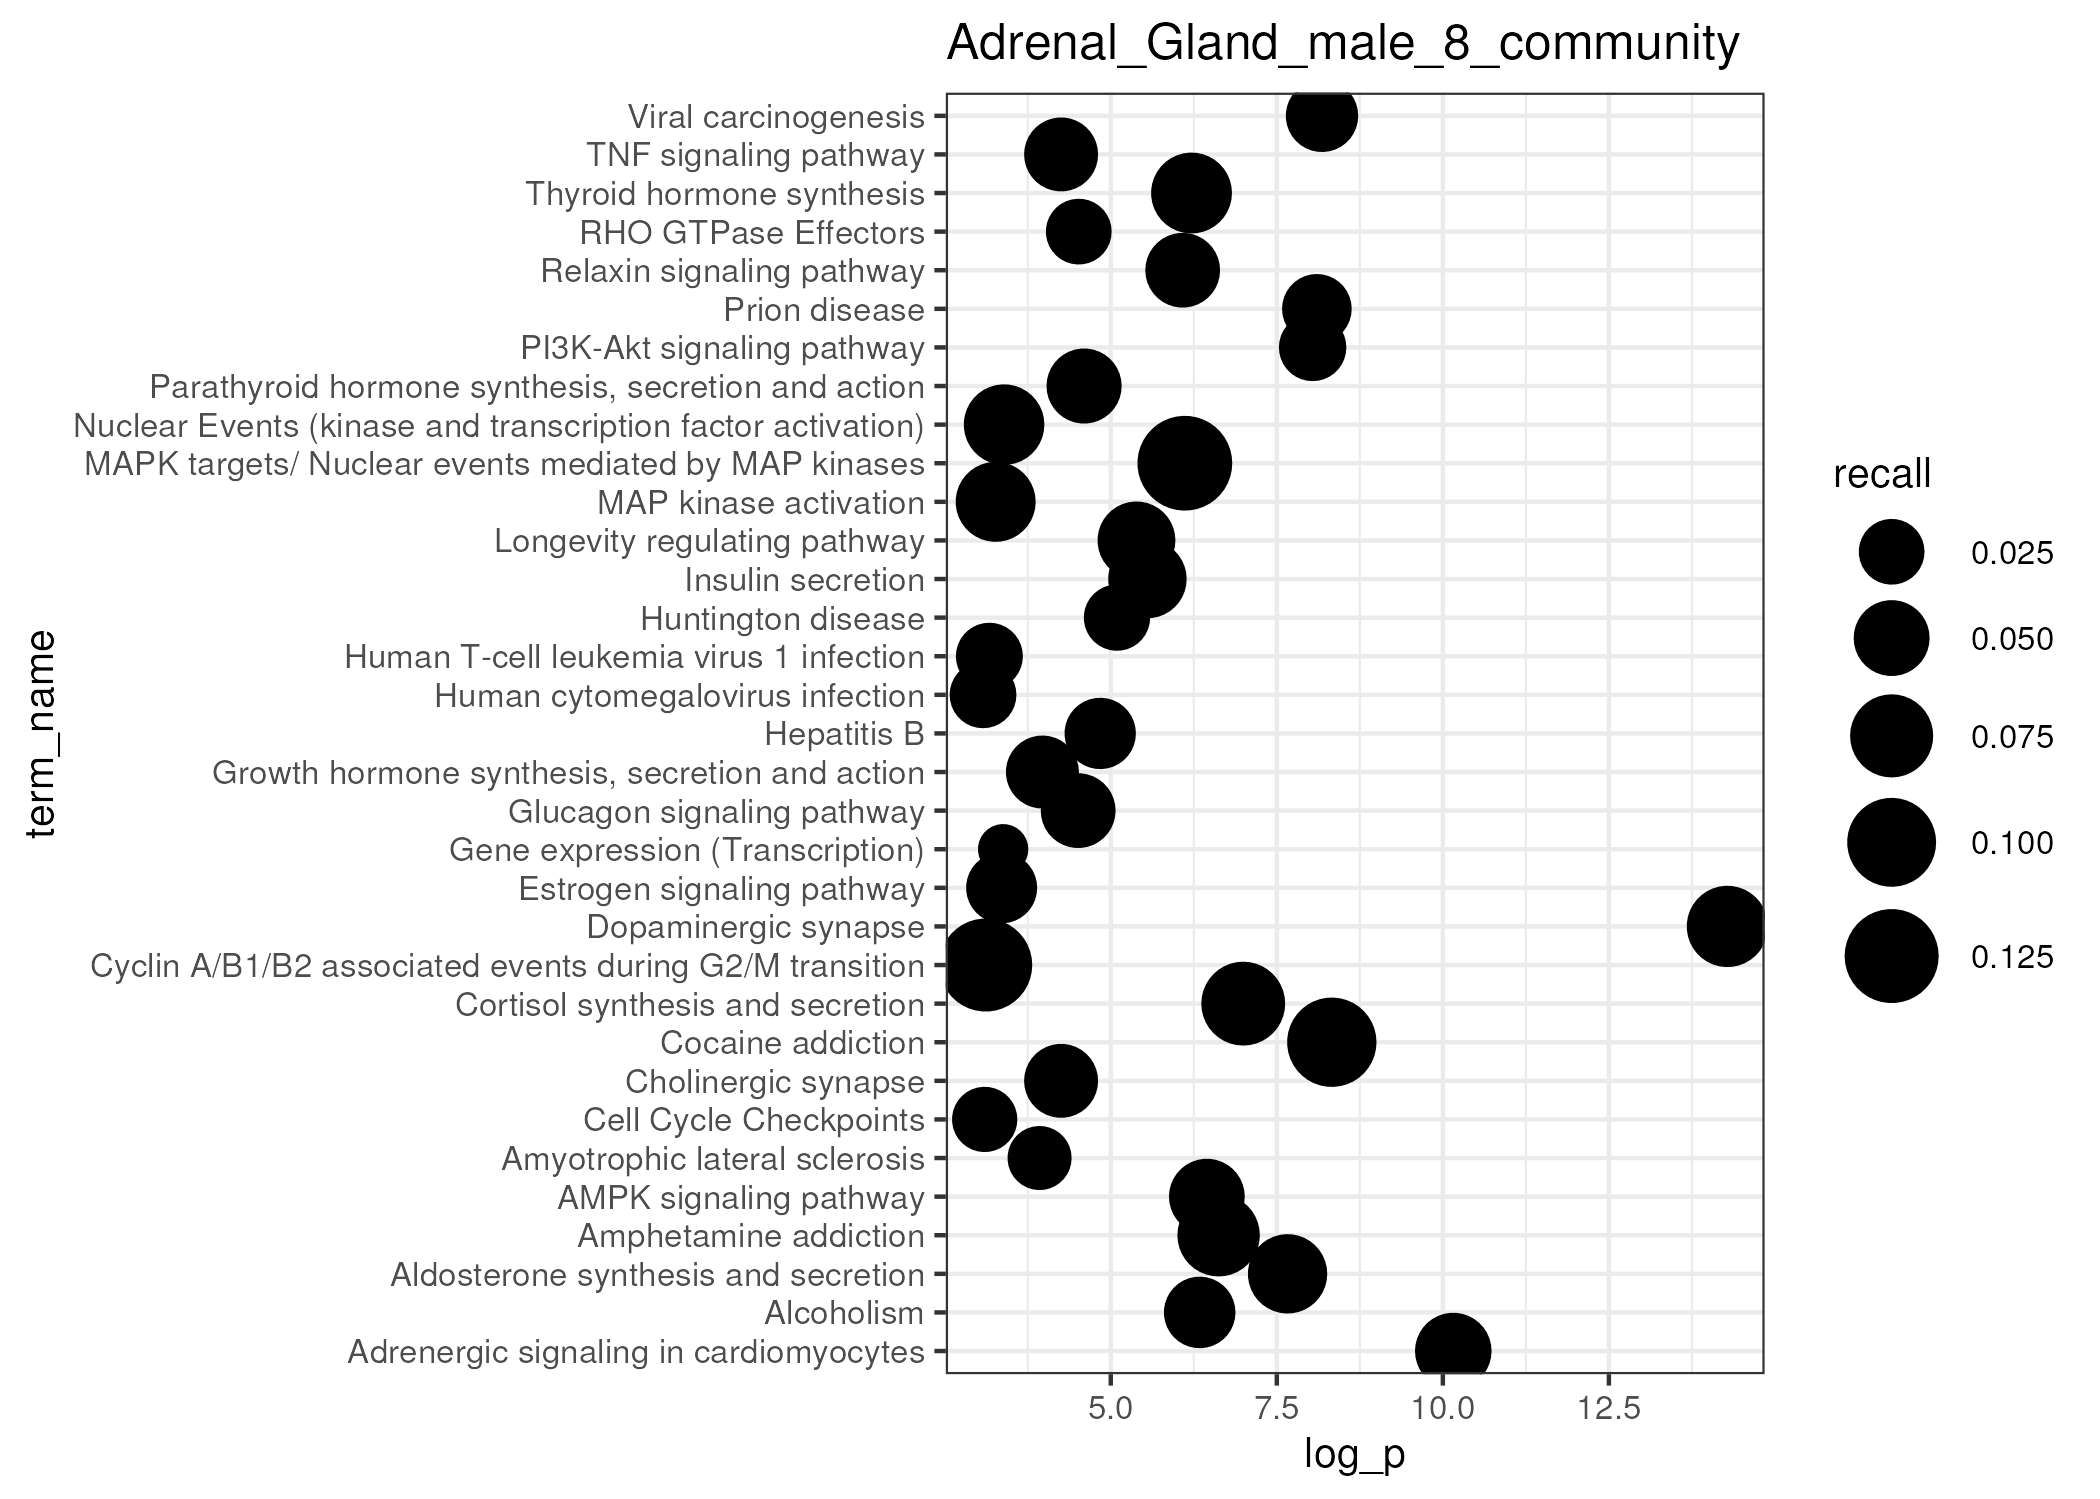 Adrenal_Gland_male_8_community
term_name
Viral carcinogenesis
TNF signaling pathway
Thyroid hormone synthesis
RHO GTPase Effectors
Relaxin signaling pathway
Prion disease
PI3K-Akt signaling pathway
Parathyroid hormone synthesis, secretion and action
Nuclear Events (kinase and transcription factor activation)
MAPK targets/ Nuclear events mediated by MAP kinases
MAP kinase activation
Longevity regulating pathway
Insulin secretion
Huntington disease
Human T-cell leukemia virus 1 infection
Human cytomegalovirus infection
Hepatitis B
Growth hormone synthesis, secretion and action
Glucagon signaling pathway
Gene expression (Transcription)
Estrogen signaling pathway
Dopaminergic synapse
Cyclin A/B1/B2 associated events during G2/M transition
Cortisol synthesis and secretion
Cocaine addiction
Cholinergic synapse
Cell Cycle Checkpoints
Amyotrophic lateral sclerosis
AMPK signaling pathway
Amphetamine addiction
Aldosterone synthesis and secretion
Alcoholism
Adrenergic signaling in cardiomyocytes
5.0 7.5 10.0 12.5
log_p
recall
0.025
0.050
0.075
0.100
0.125